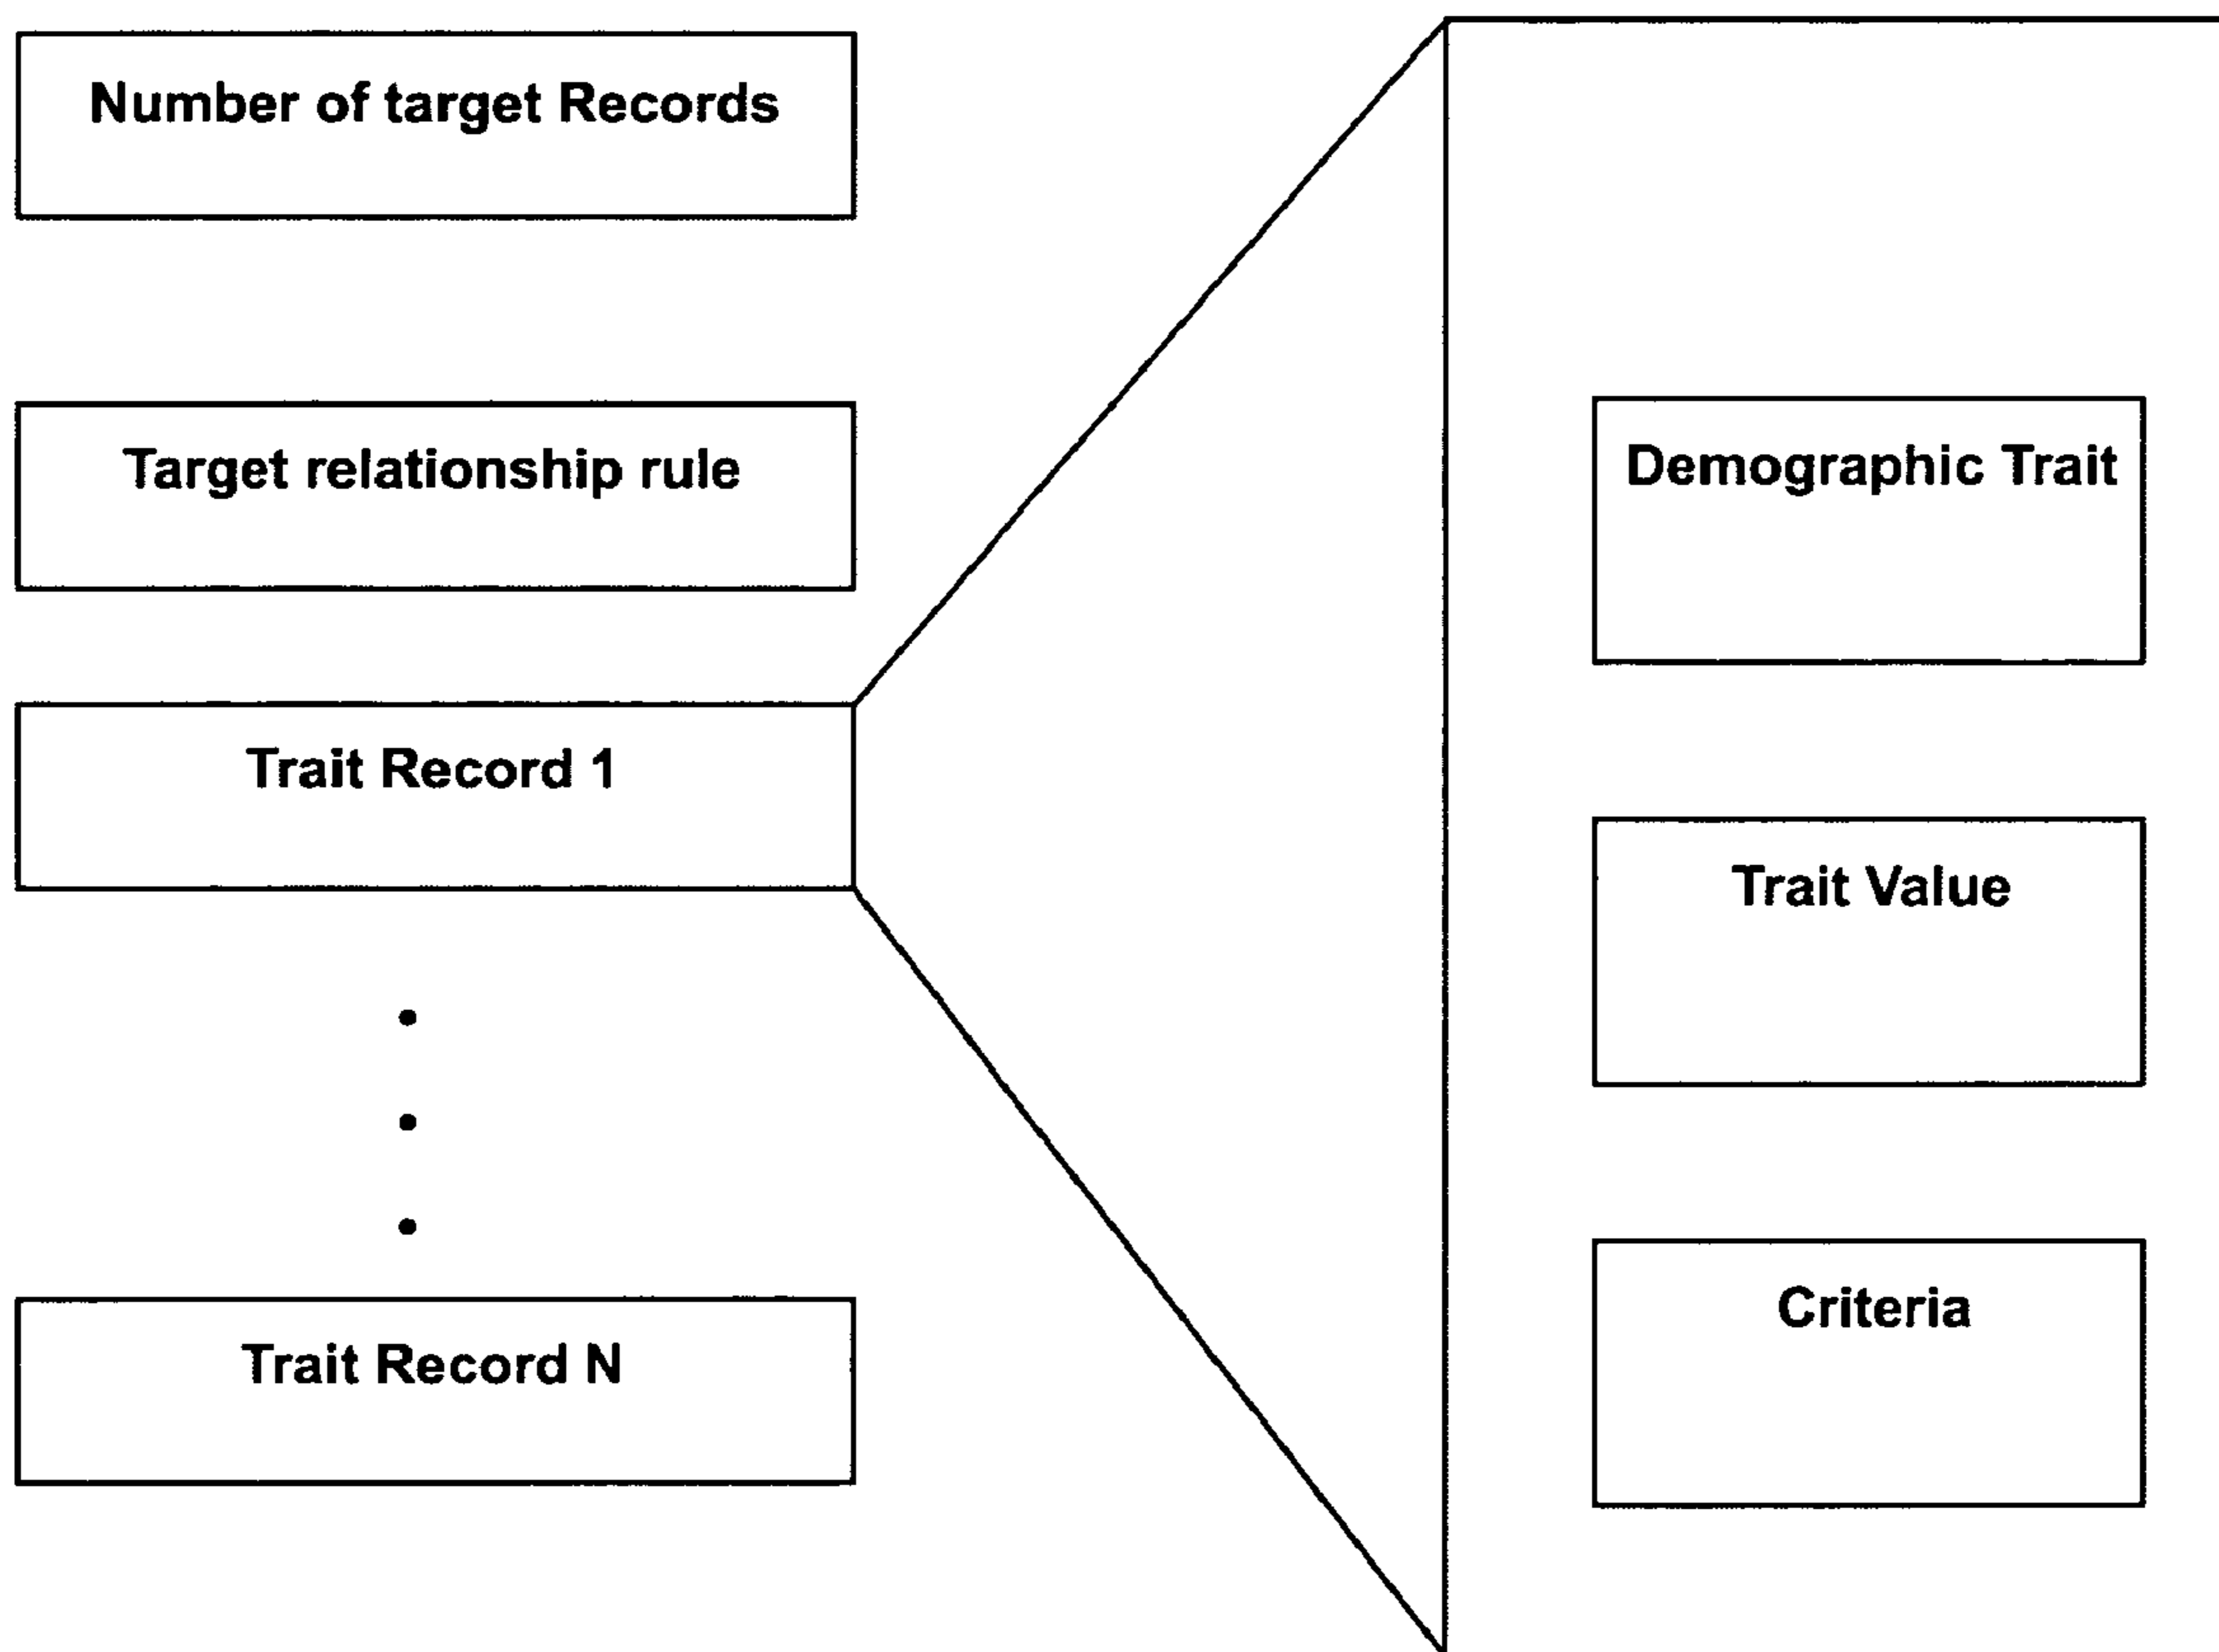 Number of target Records
Target relationship rule
Trait Record 1
Trait Record N
Demographic Trait
Trait Value
Criteria